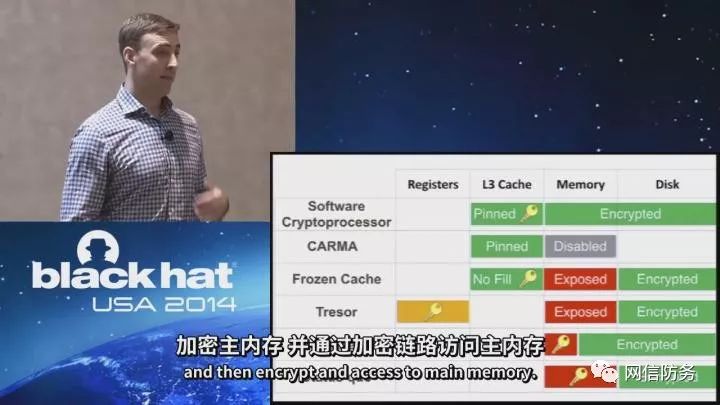 Registers L3 Cache Memory Disk
Software Cryptoprocessor Pinned Encrypted
CARMA Pinned Disabled
Frozen Cache No Fill Exposed Encrypted
Tresor Exposed Encrypted
Encrypted
black hat
USA 2014
加密主内存 并通过加密链路访问主内存
and then encrypt and access to main memory.
网信防务